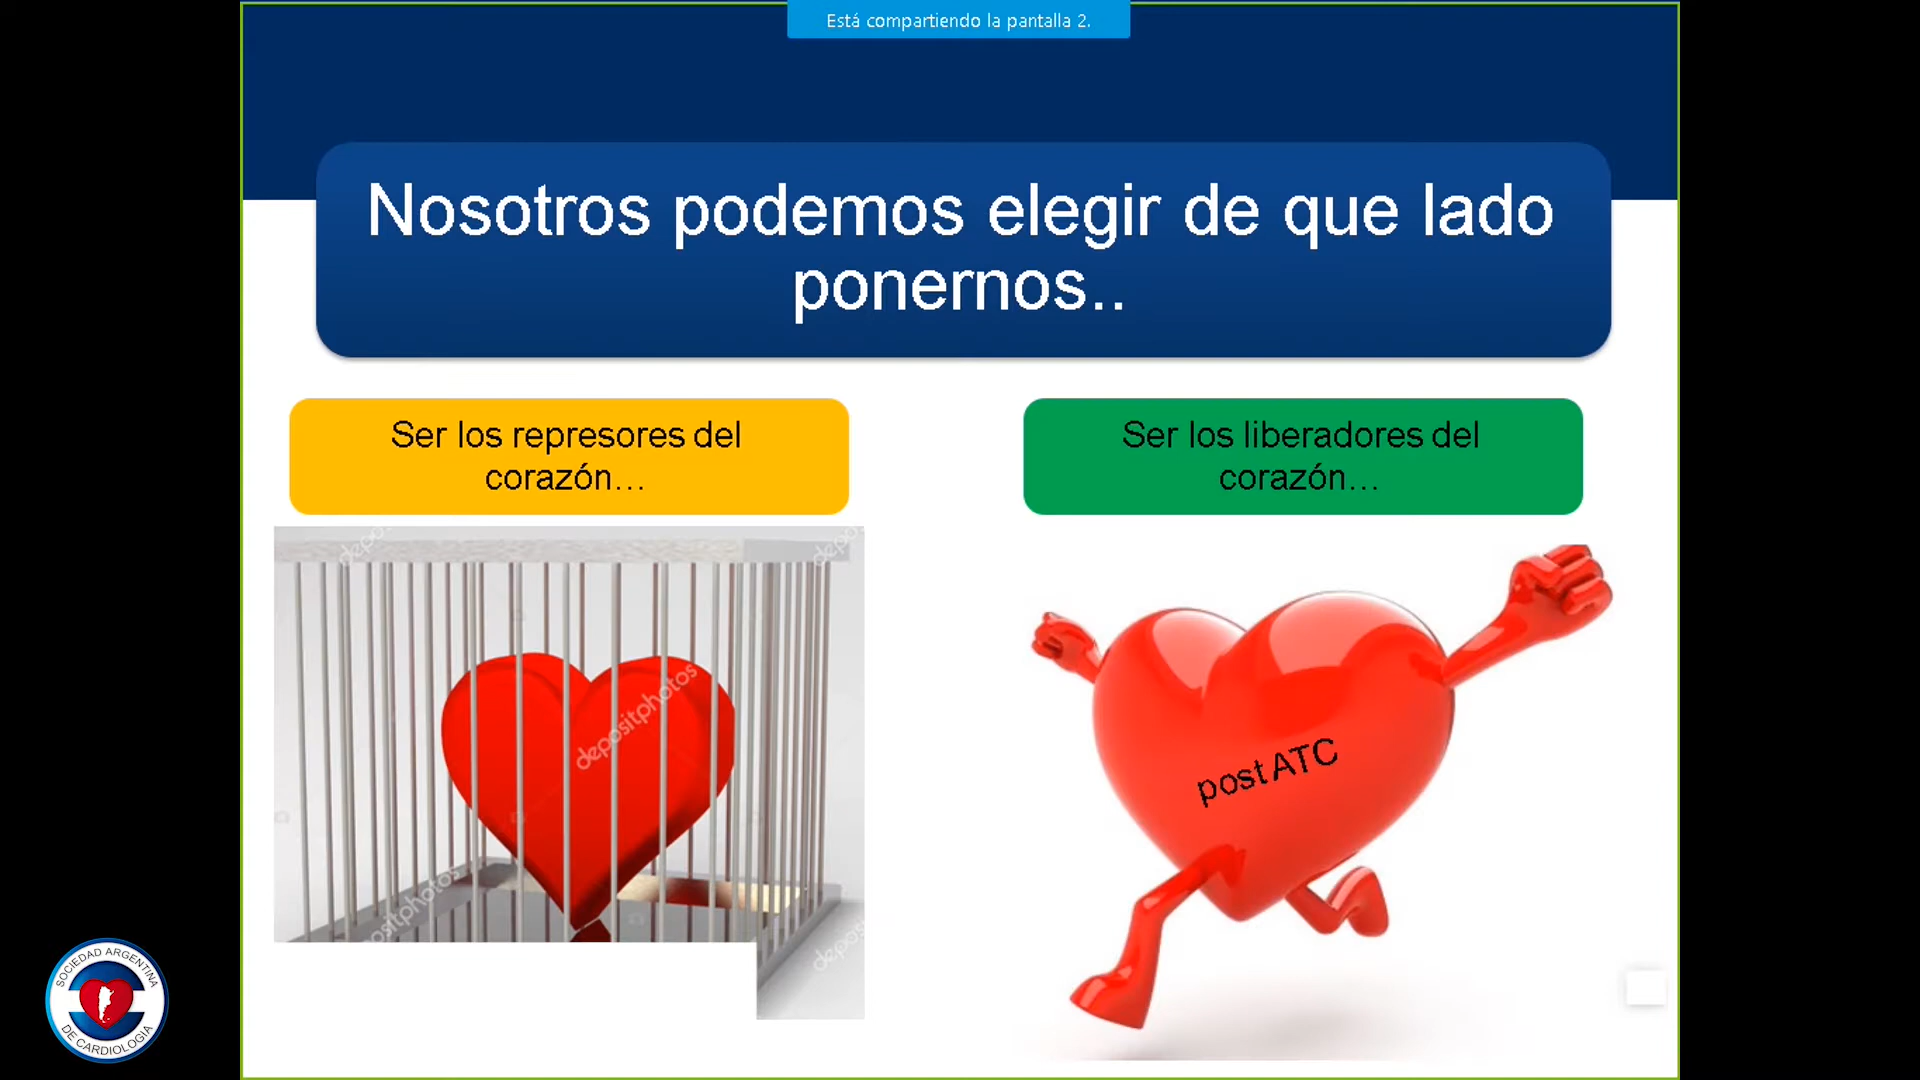 Está compartiendo la pantalla 2.
Nosotros podemos elegir de que lado
ponernos..
Ser los represores del
corazón...
Ser los liberadores del
corazón...
depositphotos
post ATC
SOCIEDAD ARGENTINA
DE CARDIOLOGIA